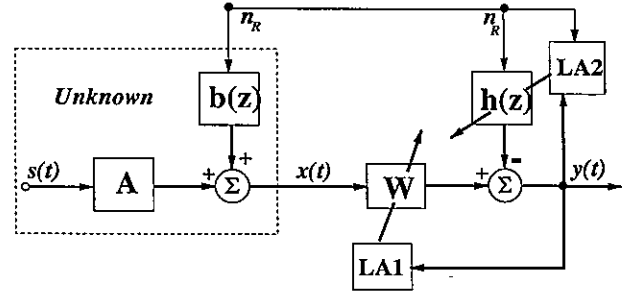 n_R
n_R
LA2
Unknown
b(z)
h(z)
+
+
-
s(t)
A
Σ
x(t)
W
+
Σ
y(t)
LA1